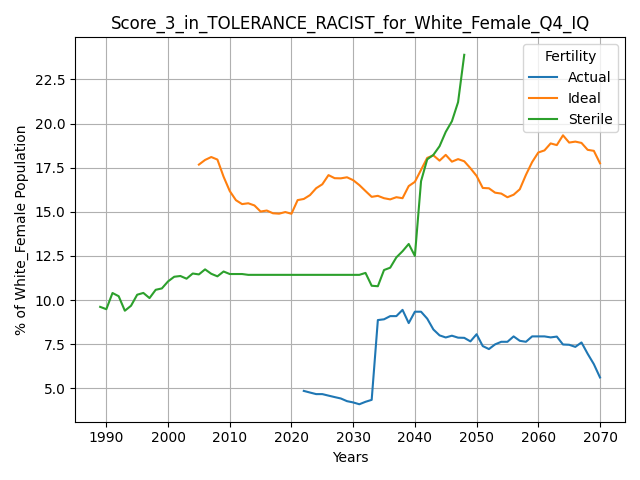 Score_3_in_TOLERANCE_RACIST_for_White_Female_Q4_IQ
% of White_Female Population
22.5
20.0
17.5
15.0
12.5
10.0
7.5
5.0
Fertility
Actual
Ideal
Sterile
1990 2000 2010 2020 2030 2040 2050 2060 2070
Years